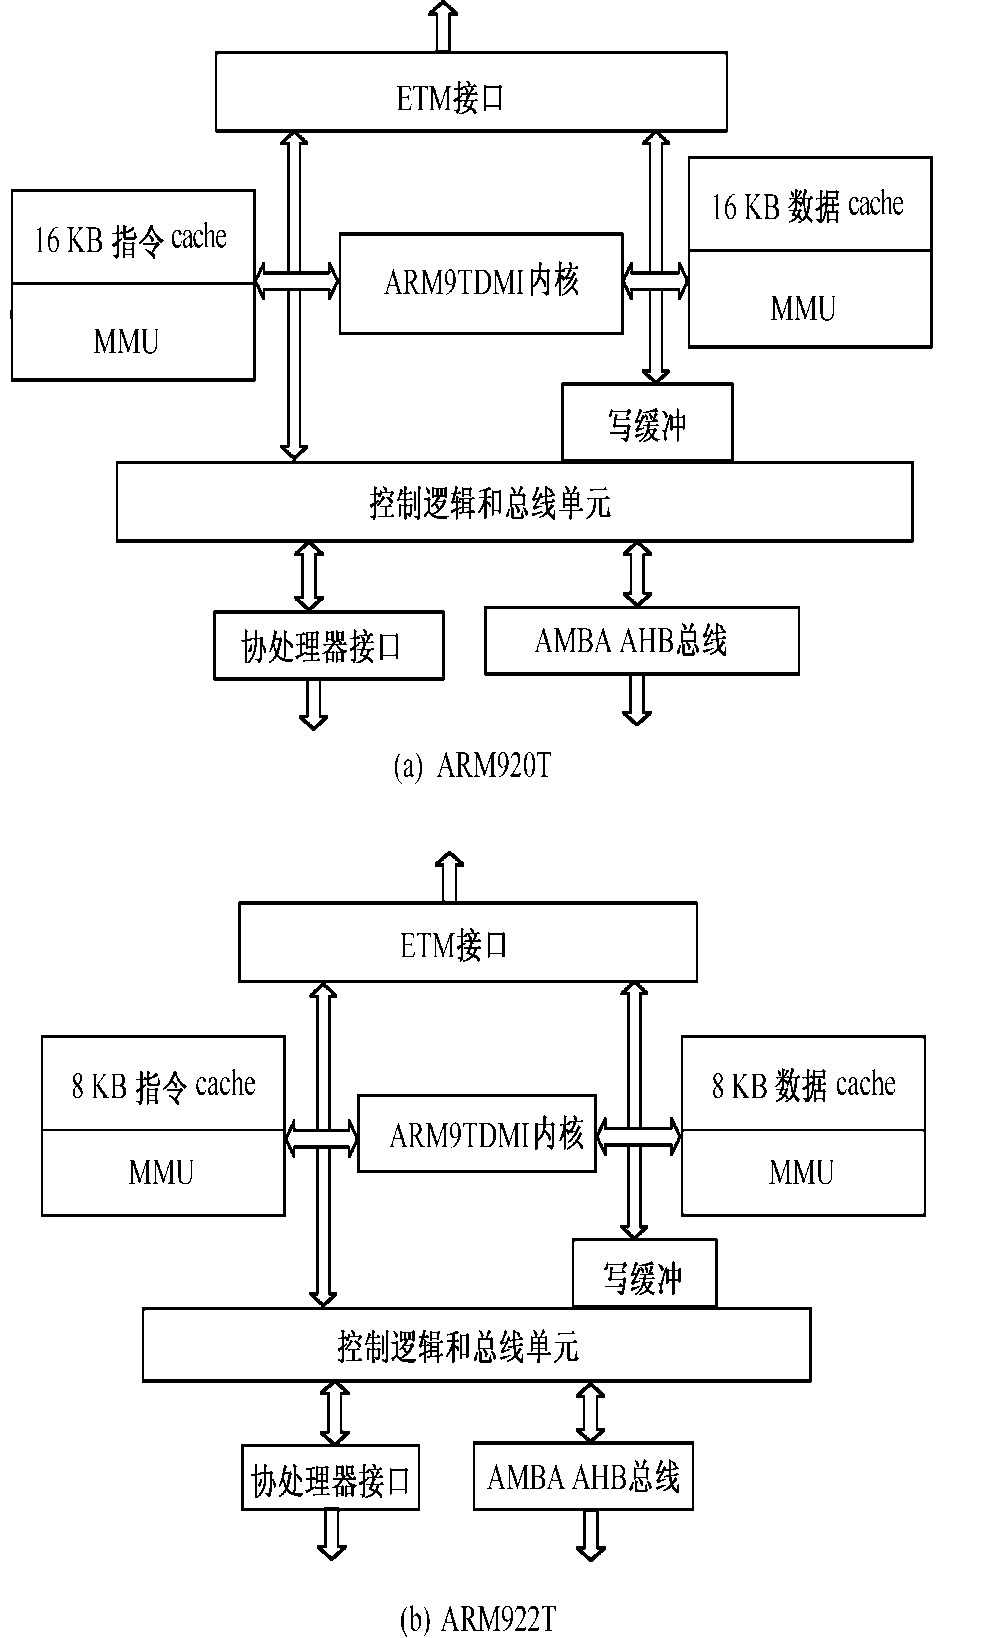 ETM接口
16 KB 数据 cache
16 KB 指令 cache
ARM9TDMI内核
MMU
MMU
写缓冲
控制逻辑和总线单元
协处理器接口
AMBA AHB总线
(a) ARM920T
ETM接口
8 KB 指令 cache
8 KB 数据 cache
ARM9TDMI内核
MMU
MMU
写缓冲
控制逻辑和总线单元
协处理器接口
AMBA AHB总线
(b) ARM922T